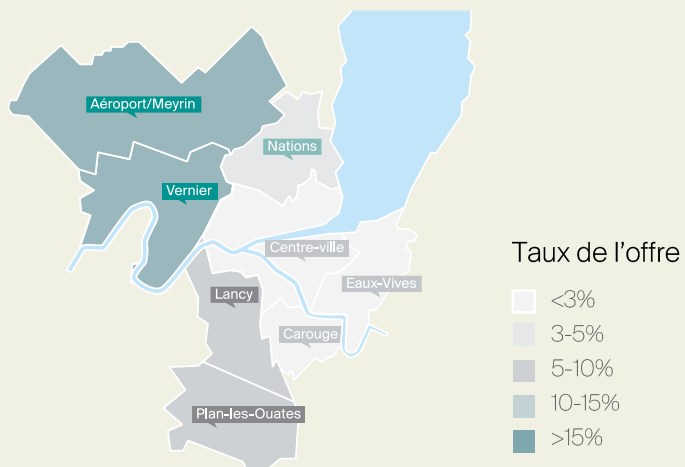 Aéroport/Meyrin
Nations
Vernier
Centre-ville
Eaux-Vives
Lancy
Carouge
Plan-les-Ouates
Taux de l'offre
<3%
3-5%
5-10%
10-15%
>15%